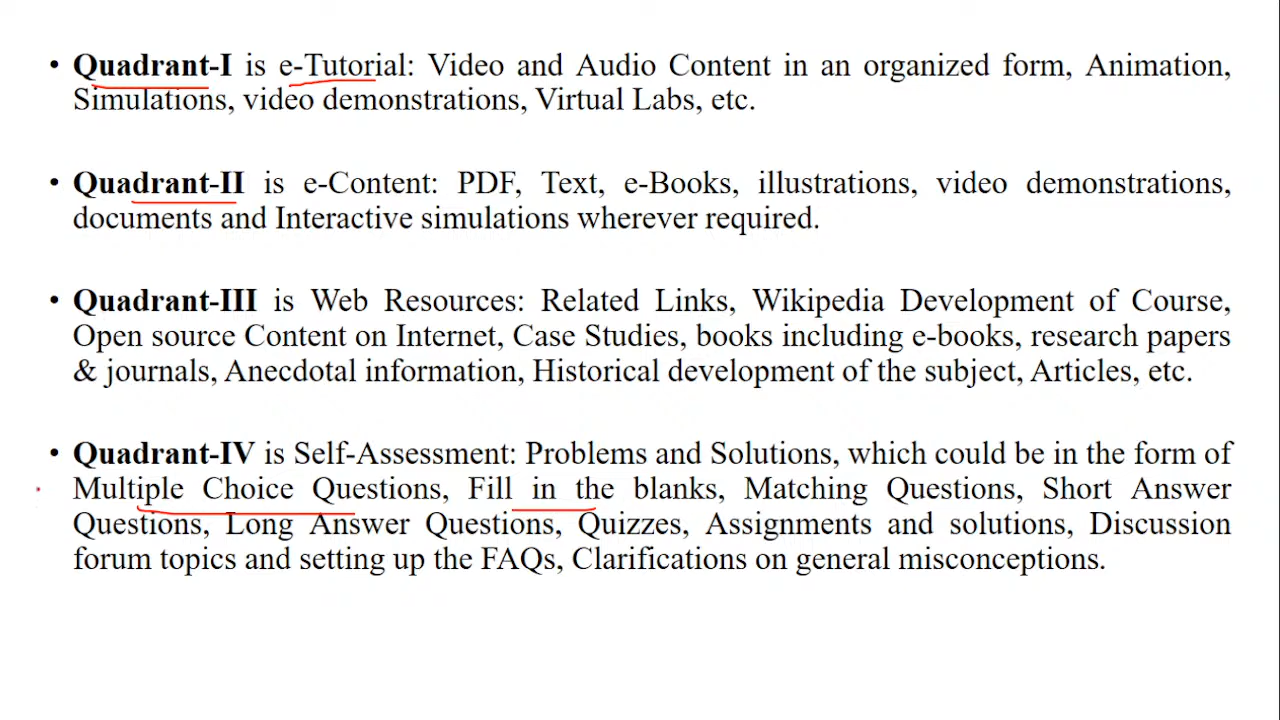 • Quadrant-I is e-Tutorial: Video and Audio Content in an organized form, Animation,
Simulations, video demonstrations, Virtual Labs, etc.
• Quadrant-II is e-Content: PDF, Text, e-Books, illustrations, video demonstrations,
documents and Interactive simulations wherever required.
• Quadrant-III is Web Resources: Related Links, Wikipedia Development of Course,
Open source Content on Internet, Case Studies, books including e-books, research papers
& journals, Anecdotal information, Historical development of the subject, Articles, etc.
• Quadrant-IV is Self-Assessment: Problems and Solutions, which could be in the form of
Multiple Choice Questions, Fill in the blanks, Matching Questions, Short Answer
Questions, Long Answer Questions, Quizzes, Assignments and solutions, Discussion
forum topics and setting up the FAQs, Clarifications on general misconceptions.